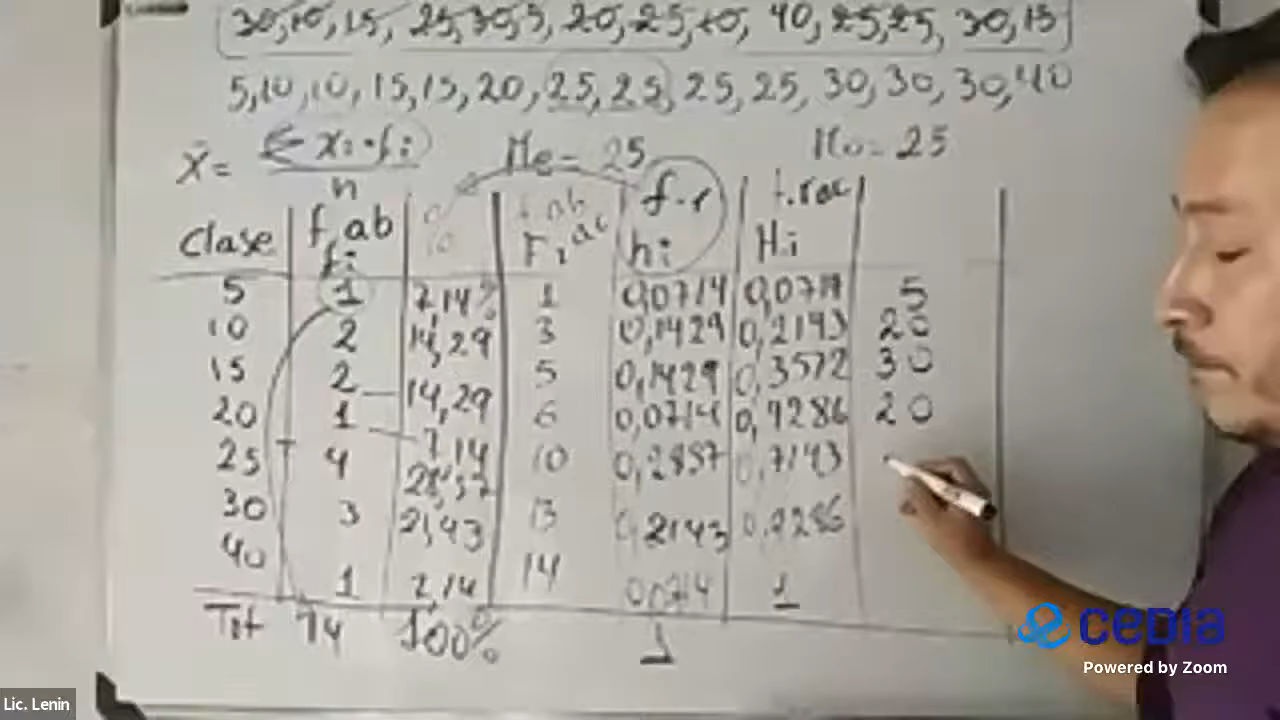 30, 10, 15, 25, 30, 5, 20, 25, 10, 40, 25, 25, 30, 15
5, 10, 10, 15, 15, 20, 25, 25, 25, 25, 30, 30, 30, 40
X̄ = Σ xi · fi / n Me = 25 Mo = 25
Clase f. ab fi f. ab ac Fi f.r hi f.r ac Hi
5 1 7,14% 1 0,0714 0,0714 5
10 2 14,29 3 0,1429 0,2143 20
15 2 14,29 5 0,1429 0,3572 30
20 1 7,14 6 0,0714 0,4286 20
25 4 28,57 10 0,2857 0,7143
30 3 21,43 13 0,2143 0,9286
40 1 7,14 14 0,0714 1
Tot 14 100% 1
cedia
Powered by Zoom
Lic. Lenin